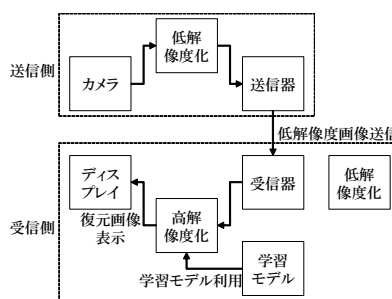 低解
像度化
送信側
カメラ
送信器
低解像度画像送信
ディス
プレイ
受信器
低解
像度化
復元画像
表示
高解
像度化
受信側
学習モデル利用
学習
モデル